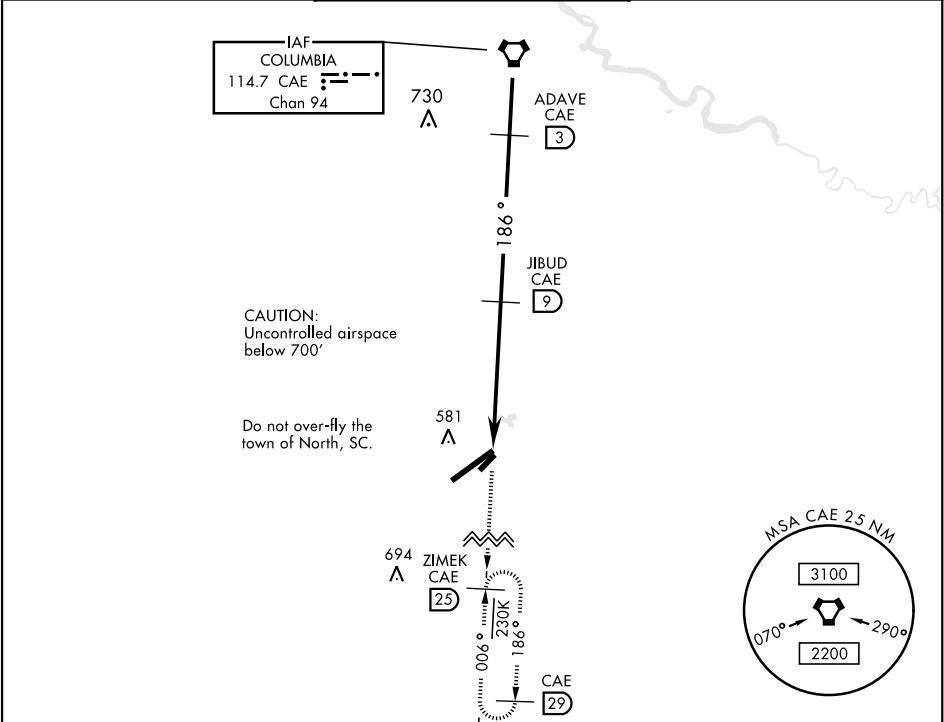 IAF
COLUMBIA
114.7 CAE
Chan 94
730
ADAVE
CAE
3
186°
JIBUD
CAE
9
CAUTION:
Uncontrolled airspace
below 700'
Do not over-fly the
town of North, SC.
581
694
ZIMEK
CAE
25
230K
006°
186°
CAE
29
MSA CAE 25 NM
3100
070°
290°
2200